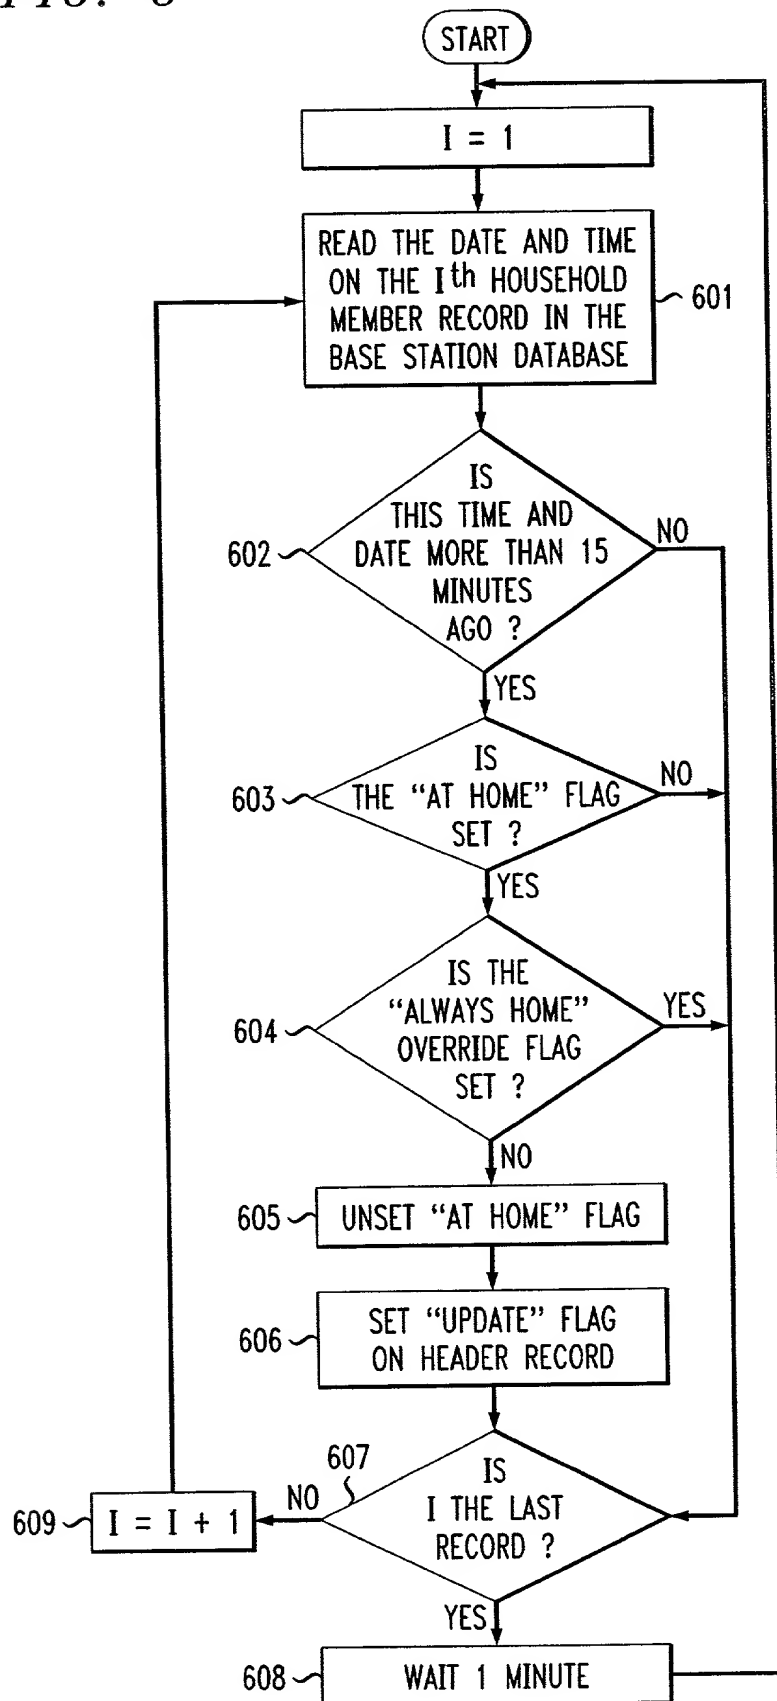 START
I = 1
READ THE DATE AND TIME
ON THE Ith HOUSEHOLD
MEMBER RECORD IN THE
BASE STATION DATABASE
601
IS
THIS TIME AND
DATE MORE THAN 15
MINUTES
AGO ?
602
NO
YES
IS
THE “AT HOME” FLAG
SET ?
603
NO
YES
IS THE
“ALWAYS HOME”
OVERRIDE FLAG
SET ?
604
YES
NO
605
UNSET “AT HOME” FLAG
606
SET “UPDATE” FLAG
ON HEADER RECORD
607
IS
I THE LAST
RECORD ?
NO
609
I = I + 1
YES
608
WAIT 1 MINUTE